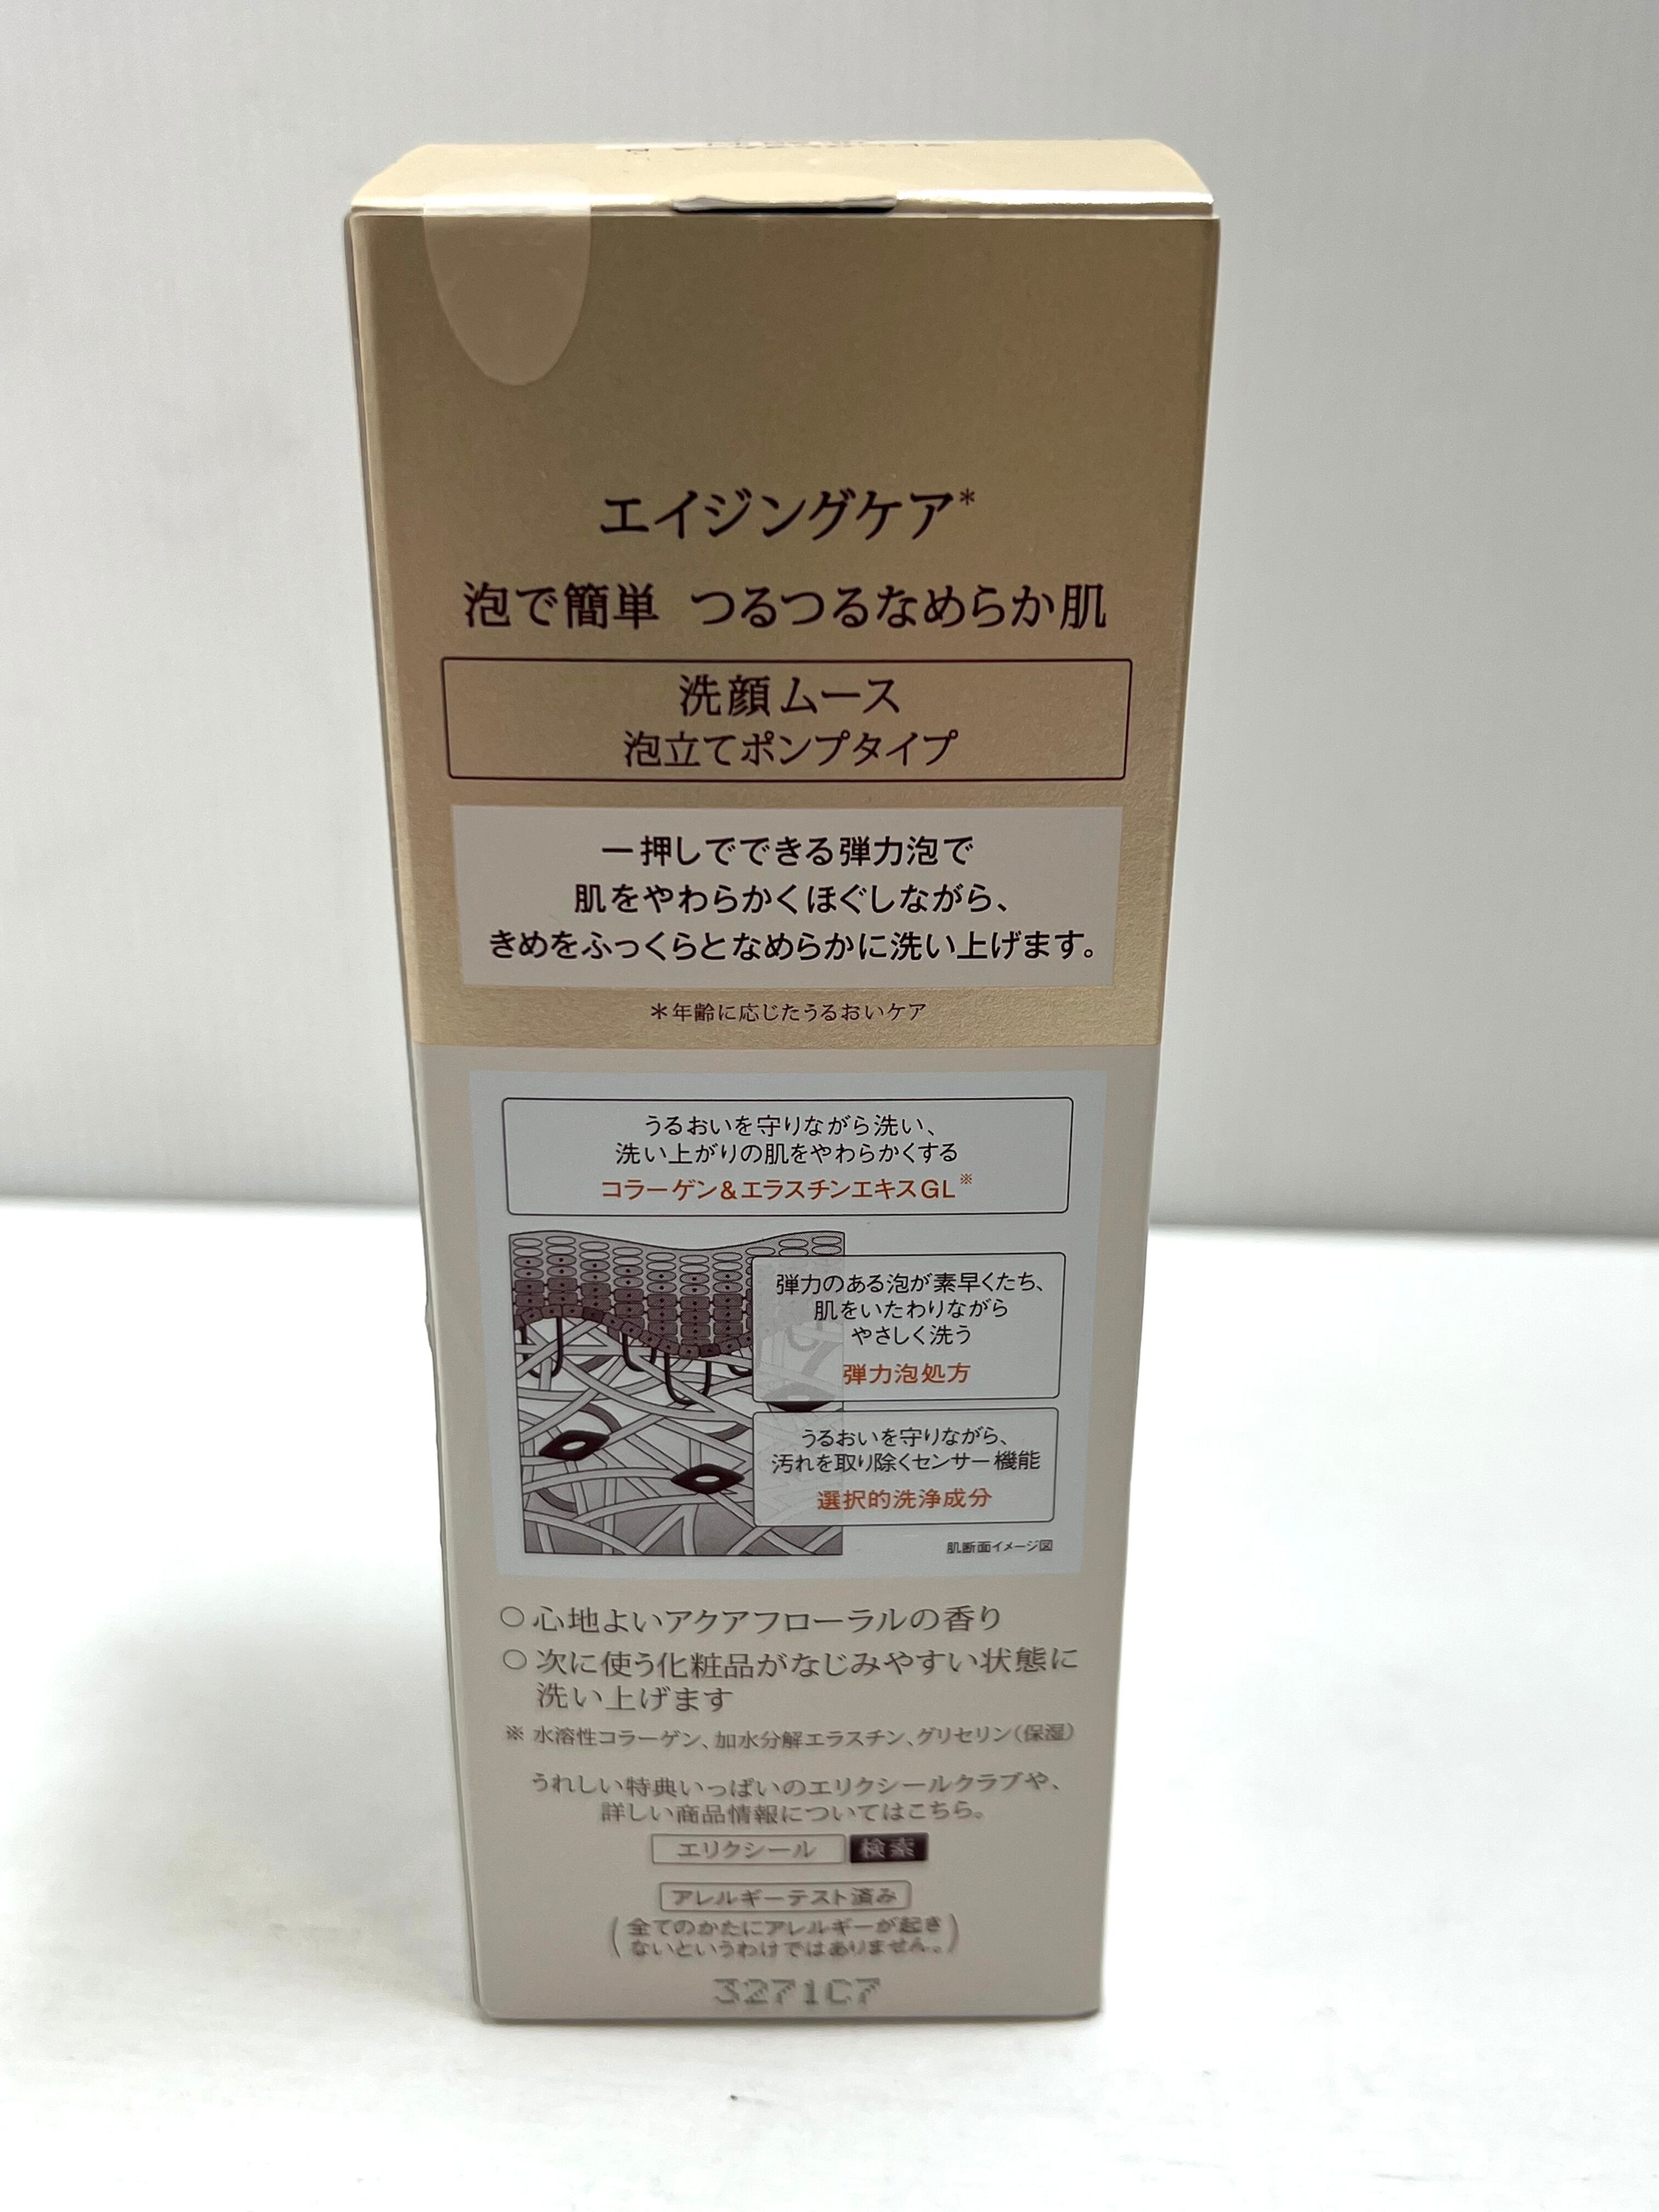 エイジングケア*
泡で簡単 つるつるなめらか肌
洗顔ムース
泡立てポンプタイプ
一押しでできる弾力泡で
肌をやわらかくほぐしながら、
きめをふっくらとなめらかに洗い上げます。
*年齢に応じたうるおいケア
うるおいを守りながら洗い、
洗い上がりの肌をやわらかくする
コラーゲン&エラスチンエキスGL※
弾力のある泡が素早くたち、
肌をいたわりながら
やさしく洗う
弾力泡処方
うるおいを守りながら、
汚れを取り除くセンサー機能
選択的洗浄成分
肌断面イメージ図
○心地よいアクアフローラルの香り
○次に使う化粧品がなじみやすい状態に
洗い上げます
※ 水溶性コラーゲン、加水分解エラスチン、グリセリン(保湿)
うれしい特典いっぱいのエリクシールクラブや、
詳しい商品情報についてはこちら。
エリクシール 検索
アレルギーテスト済み
(全てのかたにアレルギーが起き
ないというわけではありません。)
3271C7